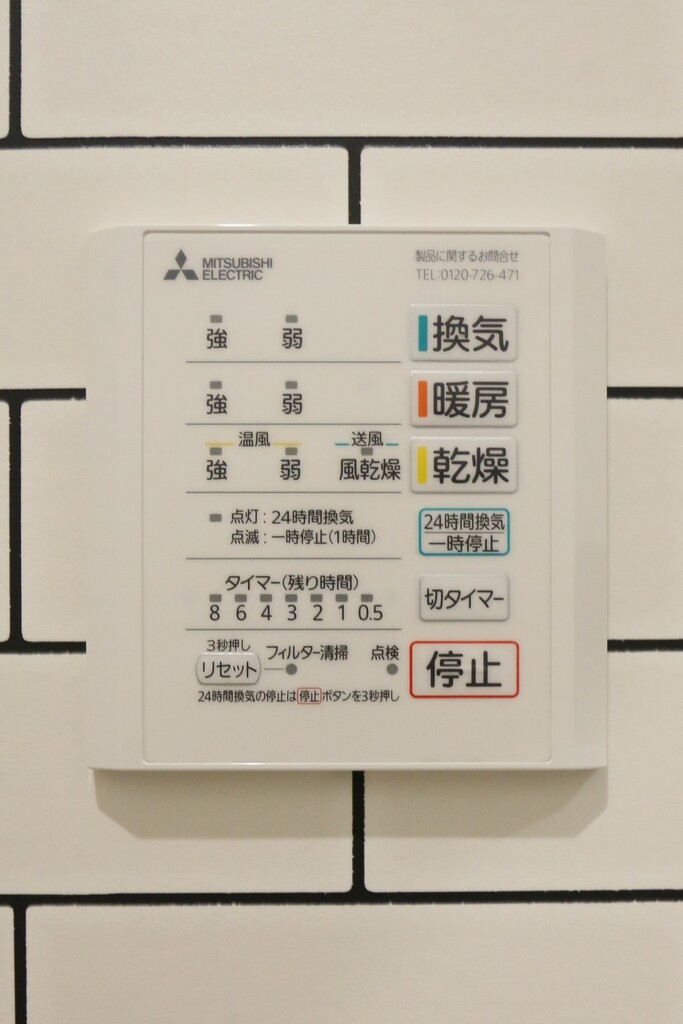 MITSUBISHI
ELECTRIC
製品に関するお問合せ
TEL:0120-726-471
強 弱 換気
強 弱 暖房
温風 送風
強 弱 風乾燥 乾燥
点灯：24時間換気
点滅：一時停止(1時間)
24時間換気
一時停止
タイマー(残り時間)
8 6 4 3 2 1 0.5
切タイマー
3秒押し
リセット フィルター清掃 点検
停止
24時間換気の停止は停止ボタンを3秒押し